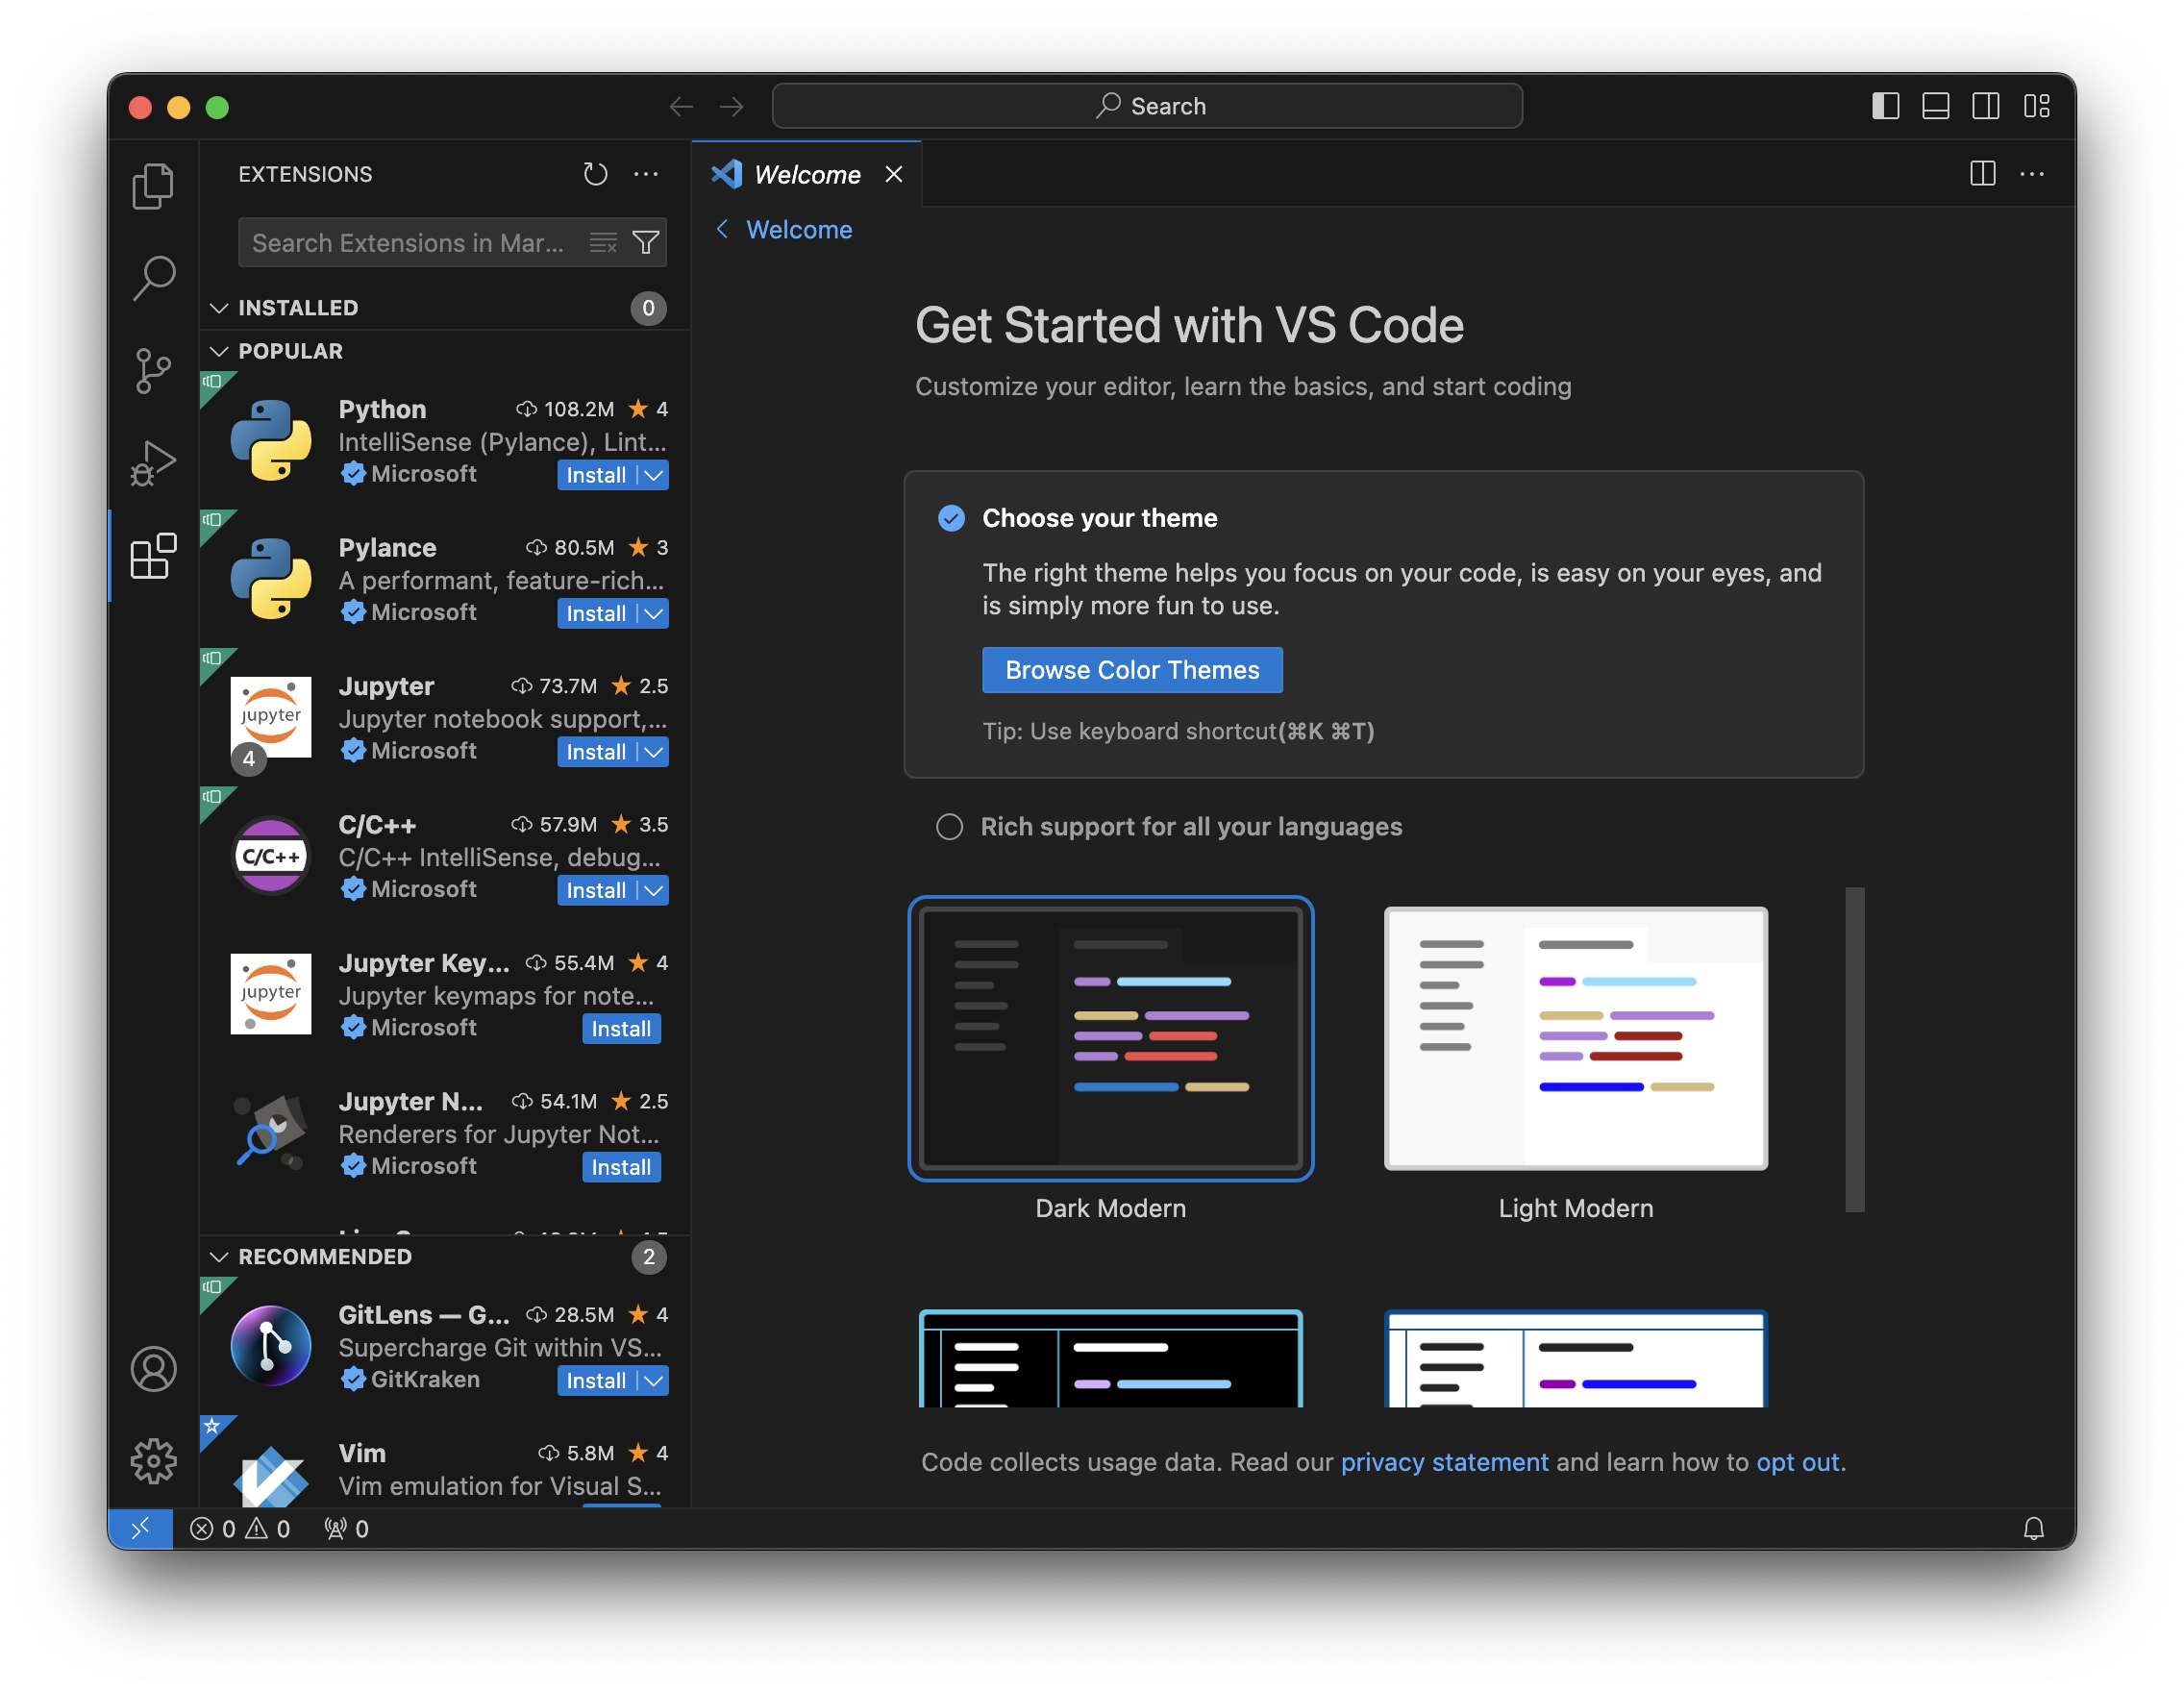 Search
EXTENSIONS
Search Extensions in Mar...
INSTALLED 0
POPULAR
Python 108.2M 4
IntelliSense (Pylance), Lint...
Microsoft Install
Pylance 80.5M 3
A performant, feature-rich...
Microsoft Install
jupyter
4
Jupyter 73.7M 2.5
Jupyter notebook support,...
Microsoft Install
C/C++
C/C++ 57.9M 3.5
C/C++ IntelliSense, debug...
Microsoft Install
jupyter
Jupyter Key... 55.4M 4
Jupyter keymaps for note...
Microsoft Install
Jupyter N... 54.1M 2.5
Renderers for Jupyter Not...
Microsoft Install
RECOMMENDED 2
GitLens — G... 28.5M 4
Supercharge Git within VS...
GitKraken Install
Vim 5.8M 4
Vim emulation for Visual S...
Welcome
Welcome
Get Started with VS Code
Customize your editor, learn the basics, and start coding
Choose your theme
The right theme helps you focus on your code, is easy on your eyes, and
is simply more fun to use.
Browse Color Themes
Tip: Use keyboard shortcut(⌘K ⌘T)
Rich support for all your languages
Dark Modern
Light Modern
Code collects usage data. Read our privacy statement and learn how to opt out.
0 0 0